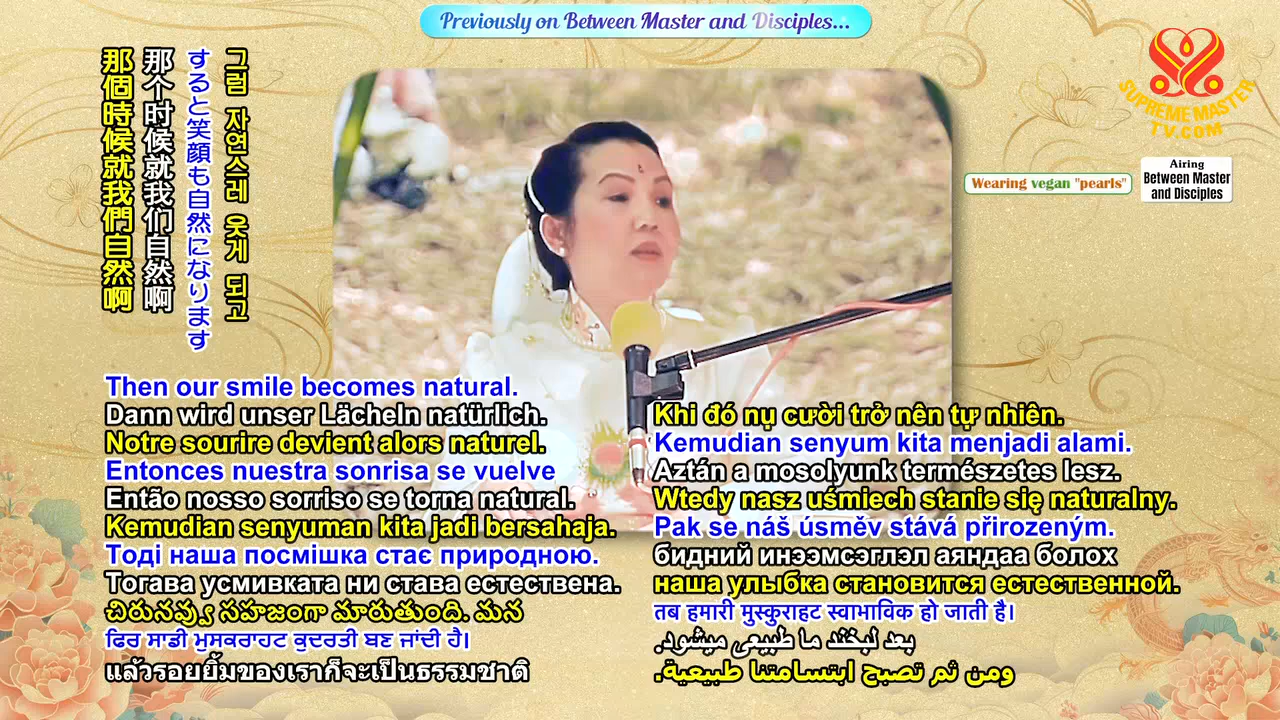 Previously on Between Master and Disciples...
SUPREME MASTER
TV.COM
Wearing vegan "pearls"
Airing
Between Master
and Disciples
그럼 자연스레 웃게 되고
すると笑顔も自然になります
那个时候就我们自然啊
那個時候就我們自然啊
Then our smile becomes natural.
Dann wird unser Lächeln natürlich.
Notre sourire devient alors naturel.
Entonces nuestra sonrisa se vuelve
Então nosso sorriso se torna natural.
Kemudian senyuman kita jadi bersahaja.
Тоді наша посмішка стає природною.
Тогава усмивката ни става естествена.
చిరునవ్వు సహజంగా మారుతుంది. మన
ਫਿਰ ਸਾਡੀ ਮੁਸਕਰਾਹਟ ਕੁਦਰਤੀ ਬਣ ਜਾਂਦੀ ਹੈ।
แล้วรอยยิ้มของเราก็จะเป็นธรรมชาติ
Khi đó nụ cười trở nên tự nhiên.
Kemudian senyum kita menjadi alami.
Aztán a mosolyunk természetes lesz.
Wtedy nasz uśmiech stanie się naturalny.
Pak se náš úsměv stává přirozeným.
бидний инээмсэглэл аяндаа болох
наша улыбка становится естественной.
तब हमारी मुस्कुराहट स्वाभाविक हो जाती है।
بعد لبخند ما طبیعی میشود.
ومن ثم تصبح ابتسامتنا طبيعية.